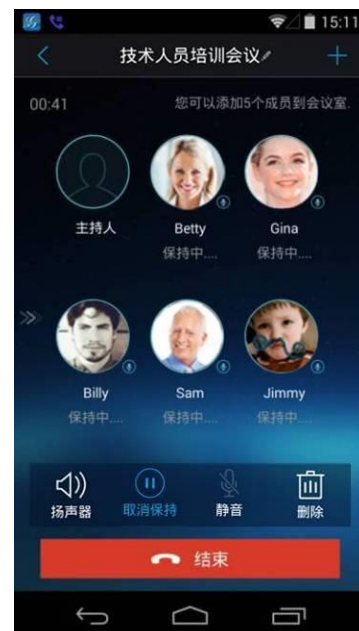 15:11
技术人员培训会议
00:41
您可以添加5个成员到会议室.
主持人
Betty
Gina
保持中....
保持中....
Billy
Sam
Jimmy
保持中....
保持中....
保持中....
扬声器
取消保持
静音
删除
结束